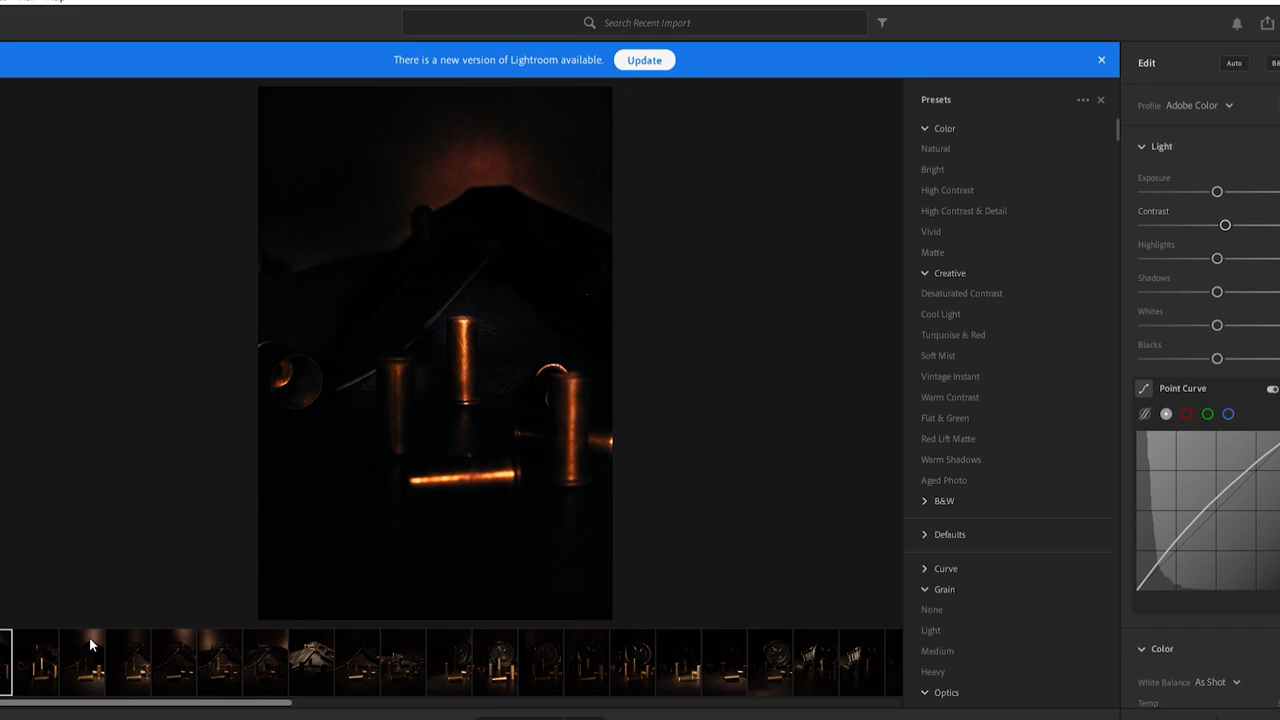 Search Recent Import
There is a new version of Lightroom available. Update
Edit
Auto
Presets
Profile Adobe Color
Color
Natural
Bright
High Contrast
High Contrast & Detail
Vivid
Matte
Creative
Desaturated Contrast
Cool Light
Turquoise & Red
Soft Mist
Vintage Instant
Warm Contrast
Flat & Green
Red Lift Matte
Warm Shadows
Aged Photo
B&W
Defaults
Curve
Grain
None
Light
Medium
Heavy
Optics
Light
Exposure
Contrast
Highlights
Shadows
Whites
Blacks
Point Curve
Color
White Balance As Shot
Temp